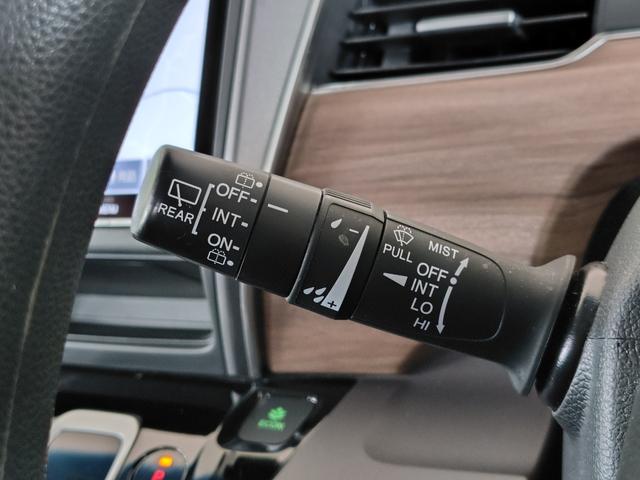 REAR
OFF
INT
ON
−
+
PULL
MIST
OFF
INT
LO
HI
ECON